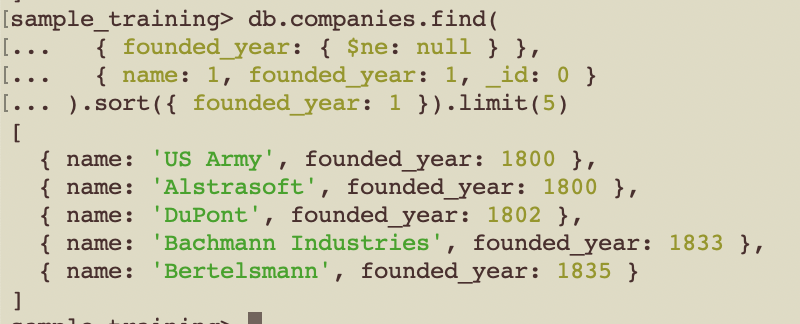 [sample_training> db.companies.find(
[...   { founded_year: { $ne: null } },
[...   { name: 1, founded_year: 1, _id: 0 }
[... ).sort({ founded_year: 1 }).limit(5)
[
  { name: 'US Army', founded_year: 1800 },
  { name: 'Alstrasoft', founded_year: 1800 },
  { name: 'DuPont', founded_year: 1802 },
  { name: 'Bachmann Industries', founded_year: 1833 },
  { name: 'Bertelsmann', founded_year: 1835 }
]
sample_training>